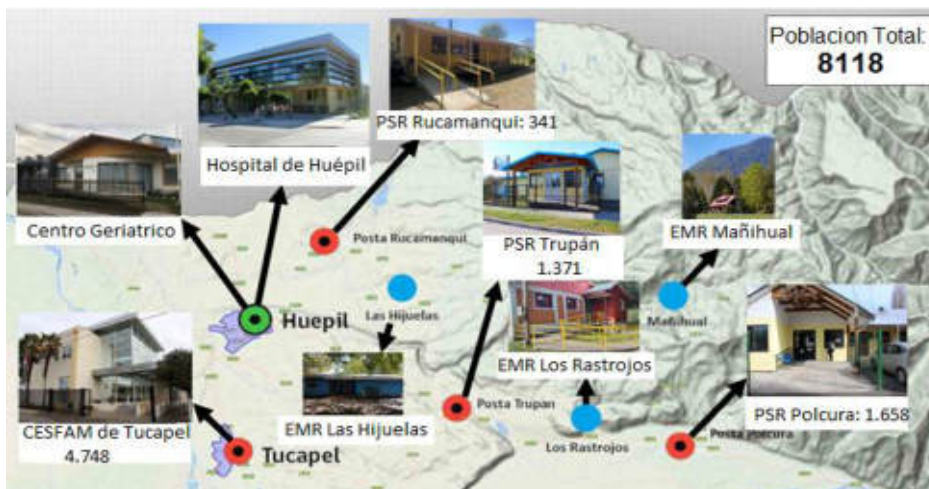 Poblacion Total:
8118
PSR Rucamanqui: 341
Hospital de Huépil
Centro Geriatrico
Posta Rucamanqui
PSR Trupán
1.371
EMR Mañihual
Las Hijuelas
Huepil
Mañihual
EMR Los Rastrojos
EMR Las Hijuelas
Posta Trupan
PSR Polcura: 1.658
CESFAM de Tucapel
4.748
Tucapel
Los Rastrojos
Posta Polcura